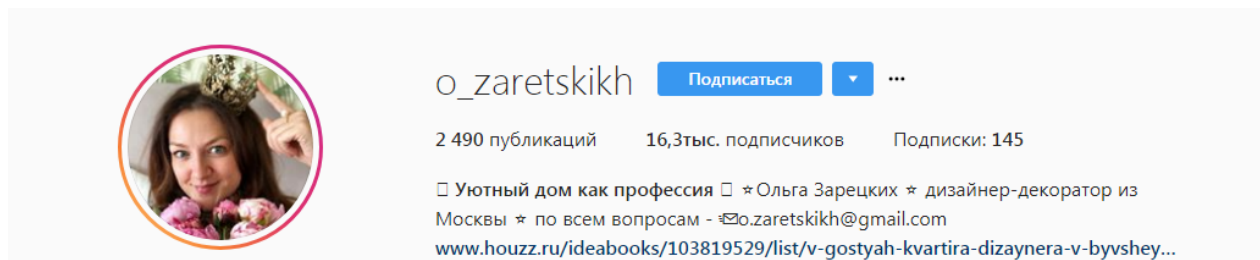 o_zaretskikh Подписаться
2 490 публикаций 16,3тыс. подписчиков Подписки: 145
Уютный дом как профессия ⭐Ольга Зарецких ⭐ дизайнер-декоратор из
Москвы ⭐ по всем вопросам - 📧o.zaretskikh@gmail.com
www.houzz.ru/ideabooks/103819529/list/v-gostyah-kvartira-dizaynera-v-byvshey...